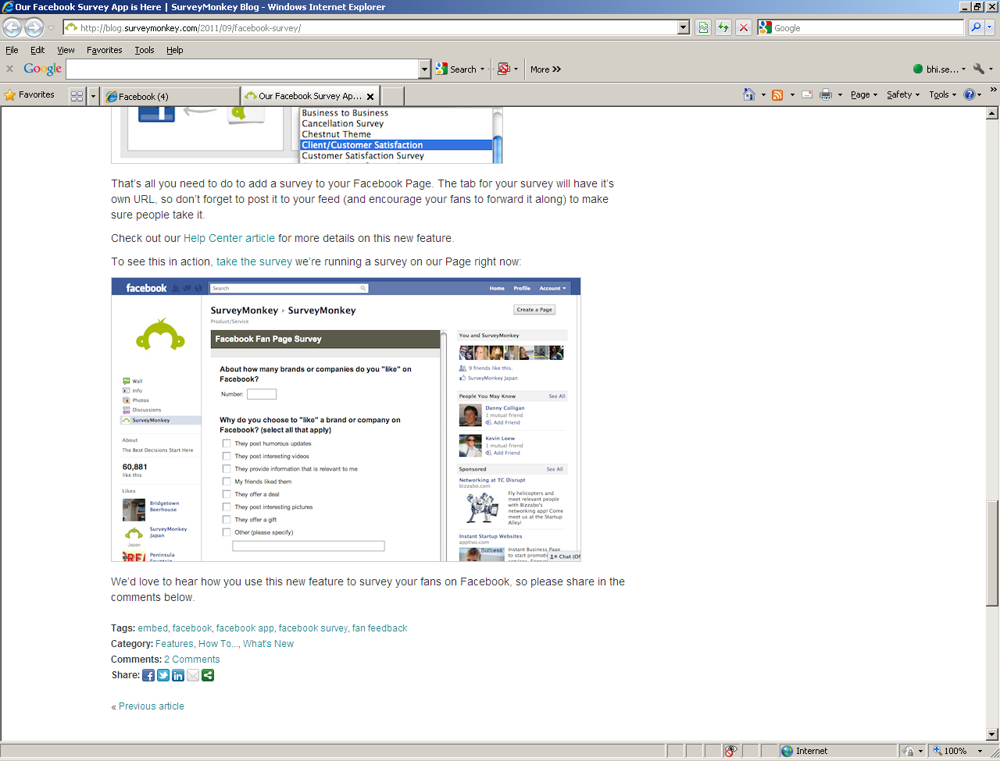 Our Facebook Survey App is Here | SurveyMonkey Blog - Windows Internet Explorer
http://blog.surveymonkey.com/2011/09/facebook-survey/
Google
File Edit View Favorites Tools Help
x Google Search More »
bhi.se...
Favorites
Facebook (4)
Our Facebook Survey Ap...
Page Safety Tools »
Business to Business
Cancellation Survey
Chestnut Theme
Client/Customer Satisfaction
Customer Satisfaction Survey
That's all you need to do to add a survey to your Facebook Page. The tab for your survey will have it's
own URL, so don't forget to post it to your feed (and encourage your fans to forward it along) to make
sure people take it.
Check out our Help Center article for more details on this new feature.
To see this in action, take the survey we're running a survey on our Page right now:
facebook Search Home Profile Account
SurveyMonkey ▸ SurveyMonkey
Product/Service
Create a Page
Wall
Info
Photos
Discussions
SurveyMonkey
About
The Best Decisions Start Here
60,881
like this
Likes
Bridgetown
Beerhouse
SurveyMonkey
Japan
Japan
Peninsula
Fountain
Facebook Fan Page Survey
About how many brands or companies do you "like" on
Facebook?
Number:
Why do you choose to "like" a brand or company on
Facebook? (select all that apply)
They post humorous updates
They post interesting videos
They provide information that is relevant to me
My friends liked them
They offer a deal
They post interesting pictures
They offer a gift
Other (please specify)
You and SurveyMonkey
9 friends like this.
SurveyMonkey Japan
People You May Know See All
Danny Colligan
1 mutual friend
Add Friend
Kevin Loew
1 mutual friend
Add Friend
Sponsored See All
Networking at TC Disrupt
bizzabo.com
Fly helicopters and
meet relevant people
with Bizzabo's
networking app! Come
meet us at the Startup
Alley!
Instant Startup Websites
apptivo.com
Success
Instant Business Page
to start promoti
Chat (Of
We'd love to hear how you use this new feature to survey your fans on Facebook, so please share in the
comments below.
Tags: embed, facebook, facebook app, facebook survey, fan feedback
Category: Features, How To..., What's New
Comments: 2 Comments
Share:
« Previous article
Internet
100%